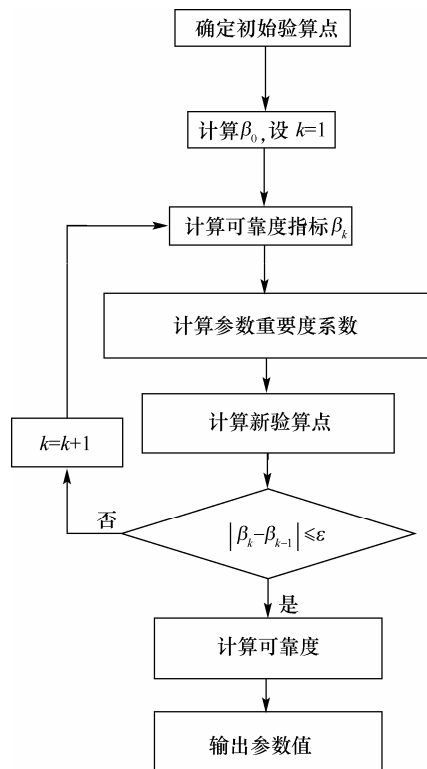 确定初始验算点
计算β₀,设 k=1
计算可靠度指标βₖ
计算参数重要度系数
计算新验算点
k=k+1
否
|βₖ-βₖ₋₁|≤ε
是
计算可靠度
输出参数值